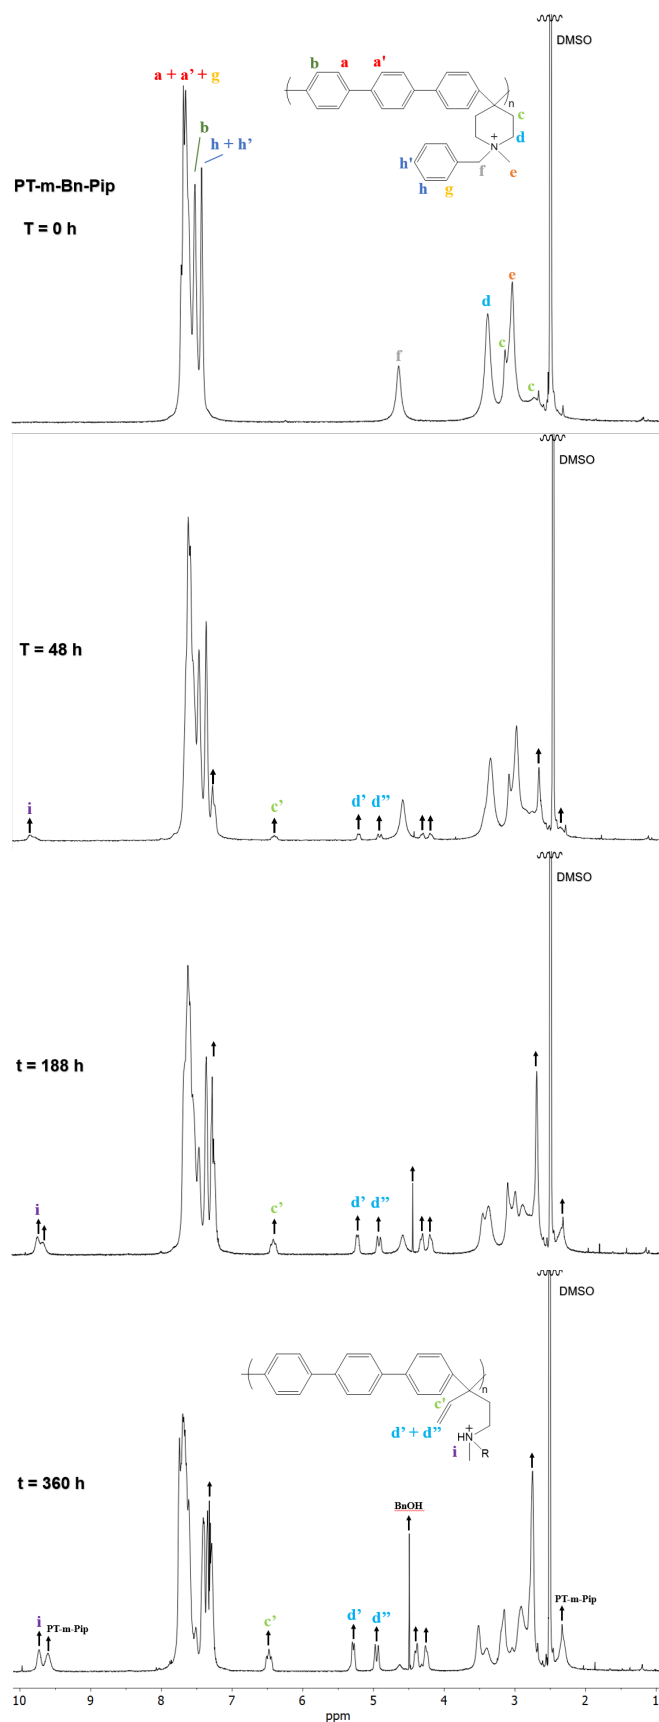 DMSO
a + a’ + g
b a a'
n
b
c
h + h’
d
N
+
h'
f e
h g
PT-m-Bn-Pip
T = 0 h
e
d
c
f
c
DMSO
T = 48 h
i
c’
d’ d’’
DMSO
t = 188 h
i
c’
d’ d’’
DMSO
n
c'
d’ + d’’
+
HN
i
R
t = 360 h
BnOH
i
PT-m-Pip
c’
d’ d’’
PT-m-Pip
10 9 8 7 6 5 4 3 2 1
ppm